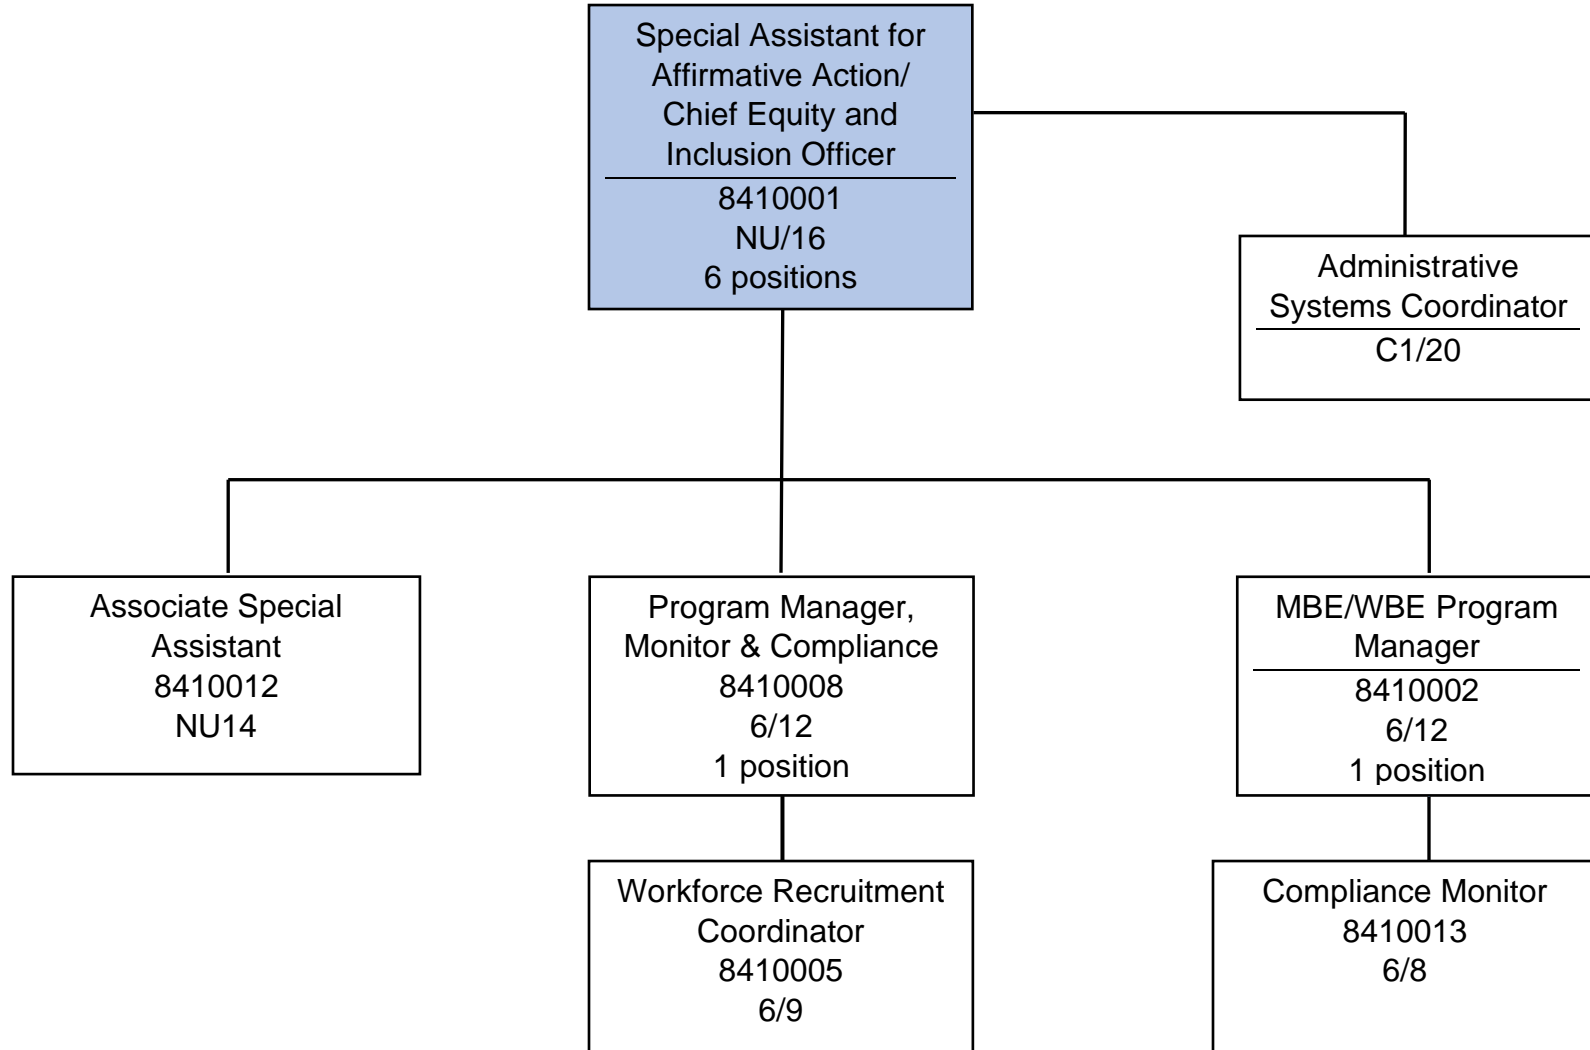 Special Assistant for
Affirmative Action/
Chief Equity and
Inclusion Officer
8410001
NU/16
6 positions
Administrative
Systems Coordinator
C1/20
Associate Special
Assistant
8410012
NU14
Program Manager,
Monitor & Compliance
8410008
6/12
1 position
MBE/WBE Program
Manager
8410002
6/12
1 position
Workforce Recruitment
Coordinator
8410005
6/9
Compliance Monitor
8410013
6/8